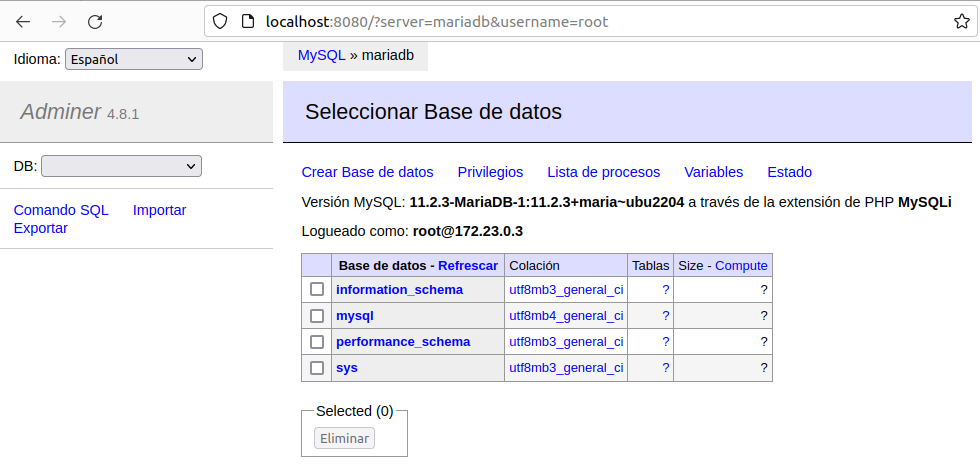 localhost:8080/?server=mariadb&username=root
Idioma: Español
MySQL » mariadb
Adminer 4.8.1
Seleccionar Base de datos
DB:
Comando SQL Importar
Exportar
Crear Base de datos Privilegios Lista de procesos Variables Estado
Versión MySQL: 11.2.3-MariaDB-1:11.2.3+maria~ubu2204 a través de la extensión de PHP MySQLi
Logueado como: root@172.23.0.3
Base de datos - Refrescar Colación Tablas Size - Compute
information_schema utf8mb3_general_ci ? ?
mysql utf8mb4_general_ci ? ?
performance_schema utf8mb3_general_ci ? ?
sys utf8mb3_general_ci ? ?
Selected (0)
Eliminar